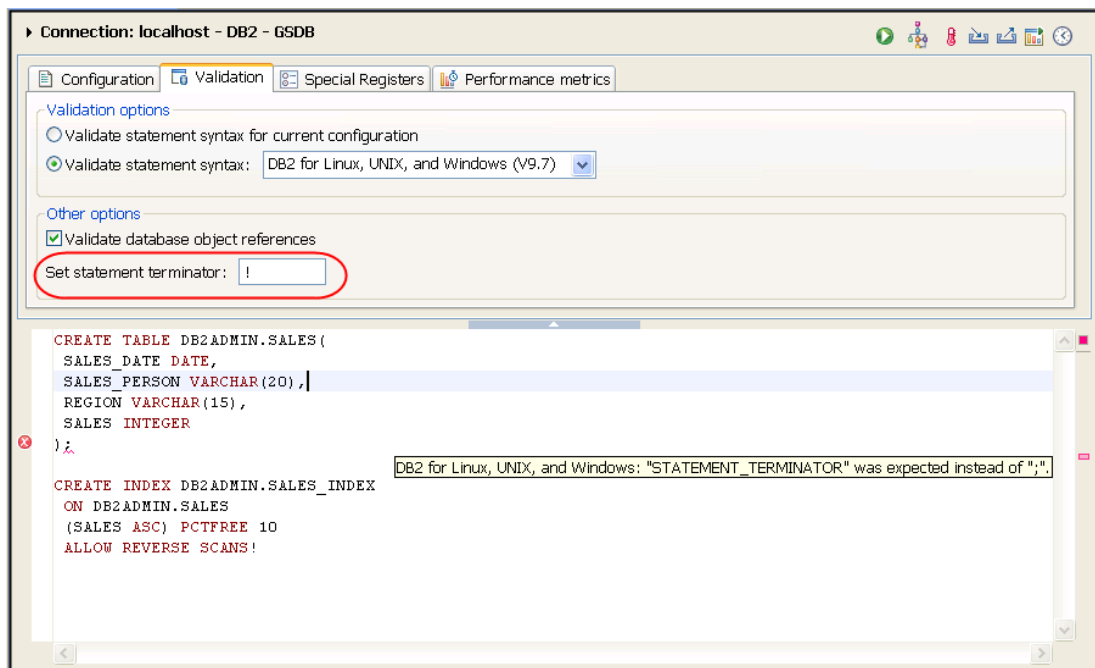 Connection: localhost - DB2 - GSDB
Configuration Validation Special Registers Performance metrics
Validation options
Validate statement syntax for current configuration
Validate statement syntax: DB2 for Linux, UNIX, and Windows (V9.7)
Other options
Validate database object references
Set statement terminator: !
CREATE TABLE DB2ADMIN.SALES(
SALES_DATE DATE,
SALES_PERSON VARCHAR(20),
REGION VARCHAR(15),
SALES INTEGER
);
DB2 for Linux, UNIX, and Windows: "STATEMENT_TERMINATOR" was expected instead of ";".
CREATE INDEX DB2ADMIN.SALES_INDEX
ON DB2ADMIN.SALES
(SALES ASC) PCTFREE 10
ALLOW REVERSE SCANS!